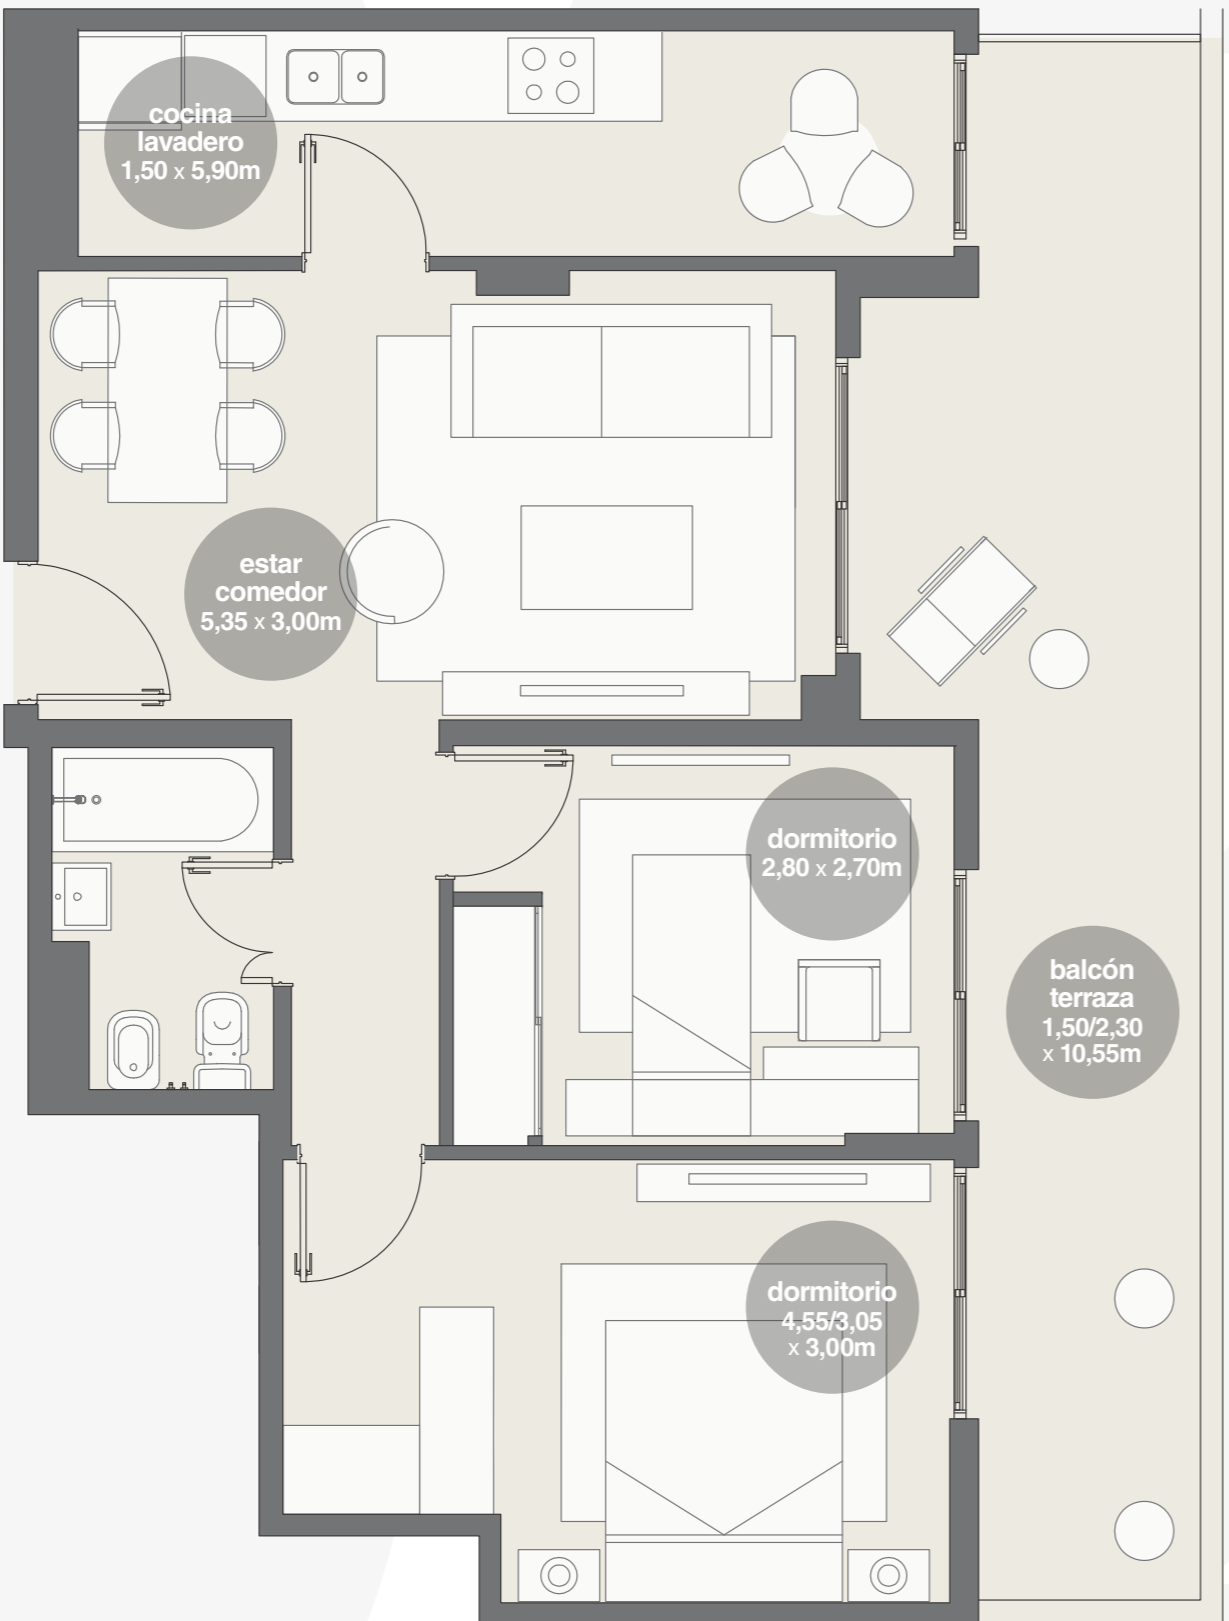 cocina
lavadero
1,50 x 5,90m
estar
comedor
5,35 x 3,00m
dormitorio
2,80 x 2,70m
balcón
terraza
1,50/2,30
x 10,55m
dormitorio
4,55/3,05
x 3,00m